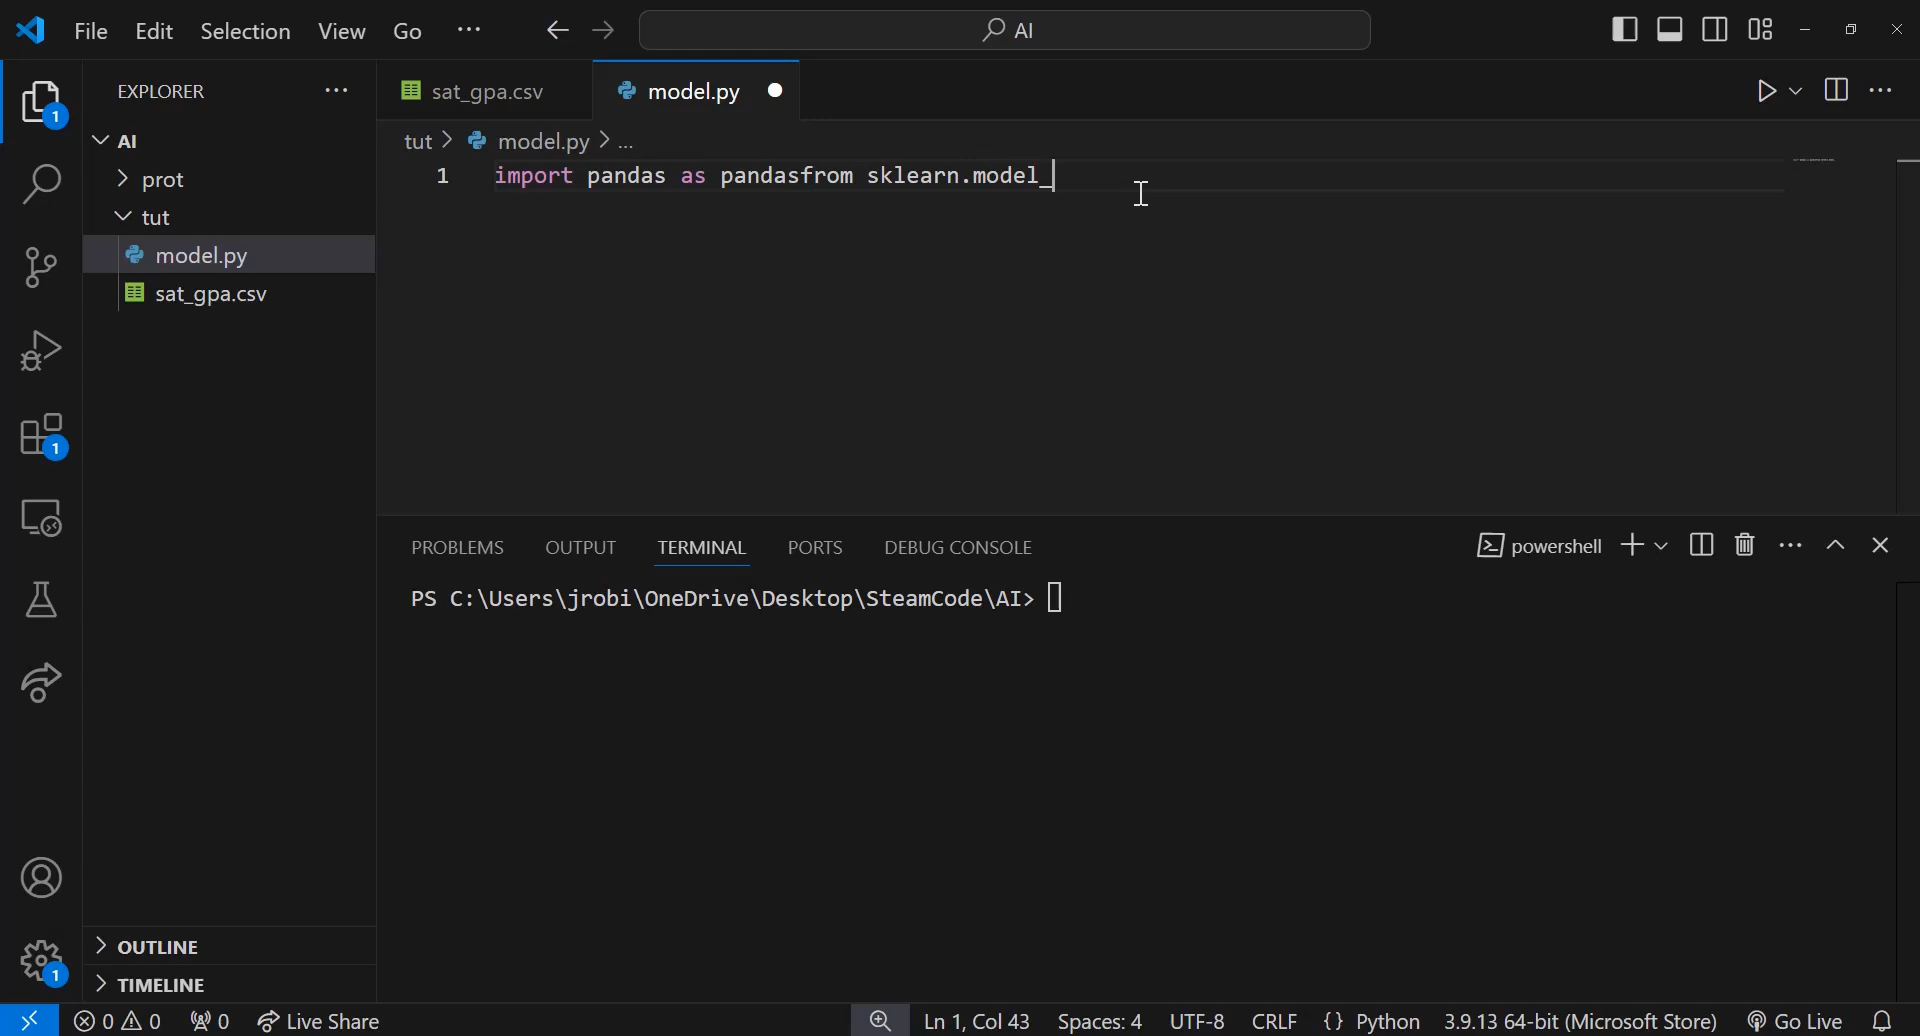 File Edit Selection View Go ··· AI
EXPLORER ···
sat_gpa.csv model.py
1
AI
tut > model.py > ...
1 import pandas as pandasfrom sklearn.model_
prot
tut
model.py
sat_gpa.csv
1
PROBLEMS OUTPUT TERMINAL PORTS DEBUG CONSOLE powershell
PS C:\Users\jrobi\OneDrive\Desktop\SteamCode\AI>
OUTLINE
1
TIMELINE
0 0 0 Live Share Ln 1, Col 43 Spaces: 4 UTF-8 CRLF {} Python 3.9.13 64-bit (Microsoft Store) Go Live